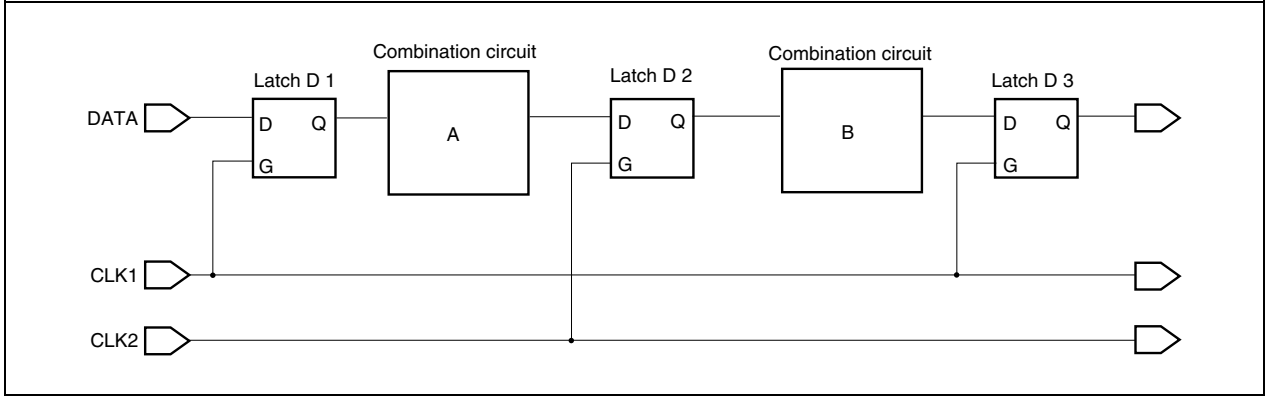 Combination circuit
Combination circuit
Latch D 1
Latch D 2
Latch D 3
DATA
D Q
A
D Q
B
D Q
G
G
G
CLK1
CLK2